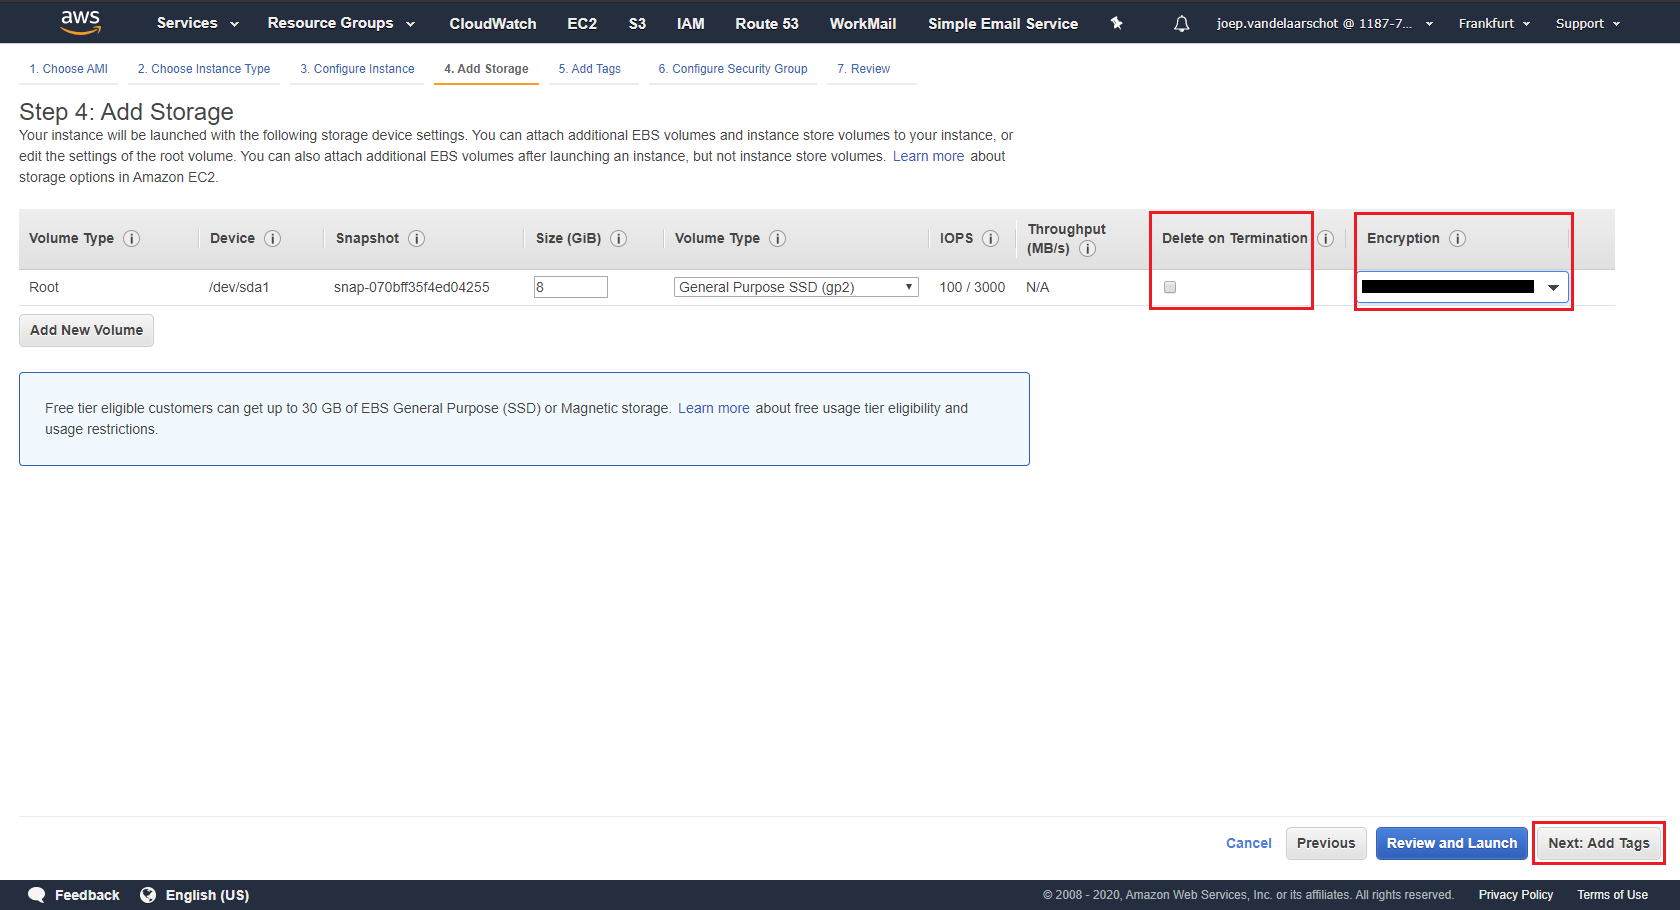 aws Services Resource Groups CloudWatch EC2 S3 IAM Route 53 WorkMail Simple Email Service joep.vandelaarschot @ 1187-7... Frankfurt Support
1. Choose AMI 2. Choose Instance Type 3. Configure Instance 4. Add Storage 5. Add Tags 6. Configure Security Group 7. Review
Step 4: Add Storage
Your instance will be launched with the following storage device settings. You can attach additional EBS volumes and instance store volumes to your instance, or
edit the settings of the root volume. You can also attach additional EBS volumes after launching an instance, but not instance store volumes. Learn more about
storage options in Amazon EC2.
Volume Type i Device i Snapshot i Size (GiB) i Volume Type i IOPS i Throughput (MB/s) i Delete on Termination i Encryption i
Root /dev/sda1 snap-070bff35f4ed04255 8 General Purpose SSD (gp2) 100 / 3000 N/A
Add New Volume
Free tier eligible customers can get up to 30 GB of EBS General Purpose (SSD) or Magnetic storage. Learn more about free usage tier eligibility and
usage restrictions.
Cancel Previous Review and Launch Next: Add Tags
Feedback English (US) © 2008 - 2020, Amazon Web Services, Inc. or its affiliates. All rights reserved. Privacy Policy Terms of Use